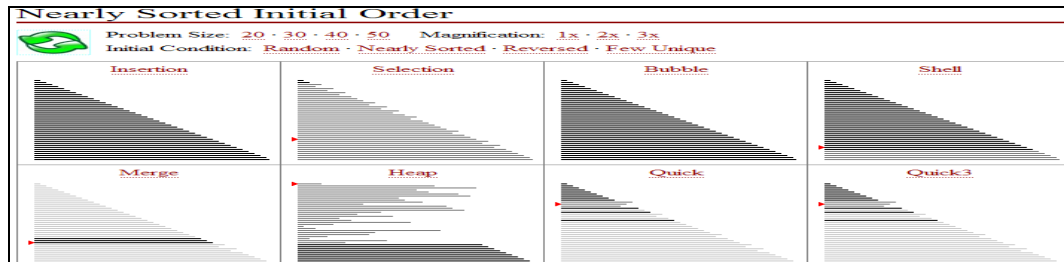 Nearly Sorted Initial Order
Problem Size: 20 · 30 · 40 · 50 Magnification: 1x · 2x · 3x
Initial Condition: Random · Nearly Sorted · Reversed · Few Unique
Insertion Selection Bubble Shell
Merge Heap Quick Quick3